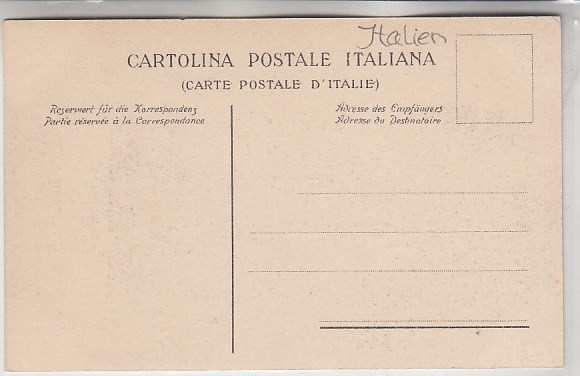 Italien
CARTOLINA POSTALE ITALIANA
(CARTE POSTALE D'ITALIE)
Reserviert für die Korrespondenz
Partie réservée à la Correspondance
Adresse des Empfängers
Adresse du Destinataire